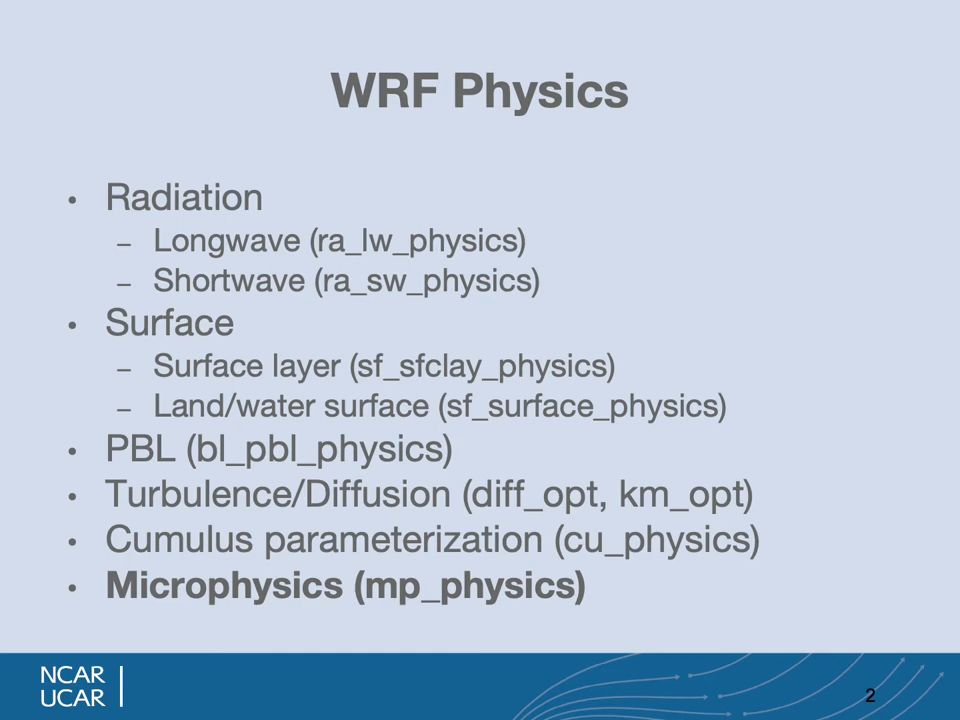 WRF Physics
• Radiation
– Longwave (ra_lw_physics)
– Shortwave (ra_sw_physics)
• Surface
– Surface layer (sf_sfclay_physics)
– Land/water surface (sf_surface_physics)
• PBL (bl_pbl_physics)
• Turbulence/Diffusion (diff_opt, km_opt)
• Cumulus parameterization (cu_physics)
• Microphysics (mp_physics)
NCAR
UCAR
2